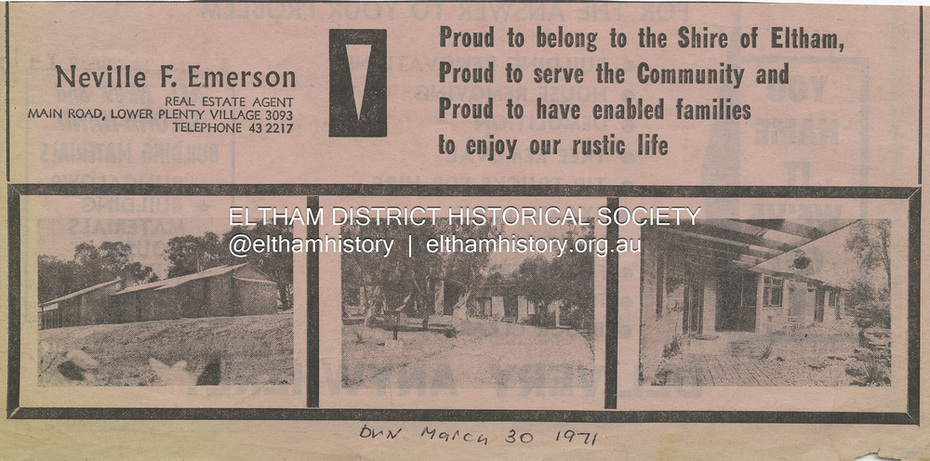 Neville F. Emerson
REAL ESTATE AGENT
MAIN ROAD, LOWER PLENTY VILLAGE 3093
TELEPHONE 43 2217
Proud to belong to the Shire of Eltham,
Proud to serve the Community and
Proud to have enabled families
to enjoy our rustic life
ELTHAM DISTRICT HISTORICAL SOCIETY
@elthamhistory | elthamhistory.org.au
DVN March 30 1971